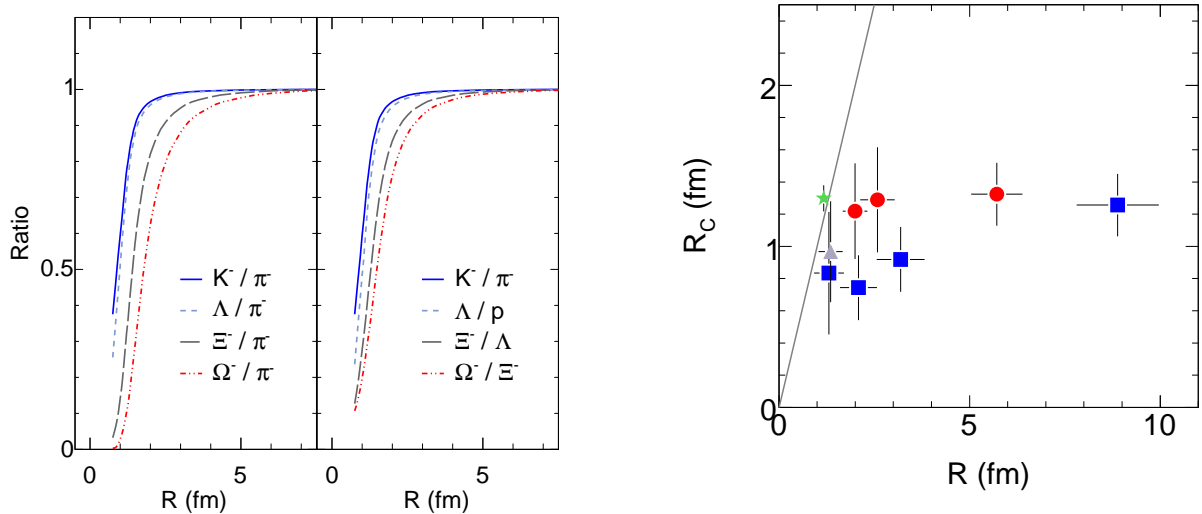 Ratio
1
0.5
0
K⁻ / π⁻
Λ / π⁻
Ξ⁻ / π⁻
Ω⁻ / π⁻
0
5
R (fm)
K⁻ / π⁻
Λ / p
Ξ⁻ / Λ
Ω⁻ / Ξ⁻
0
5
R (fm)
R_C (fm)
2
1
0
0
5
10
R (fm)